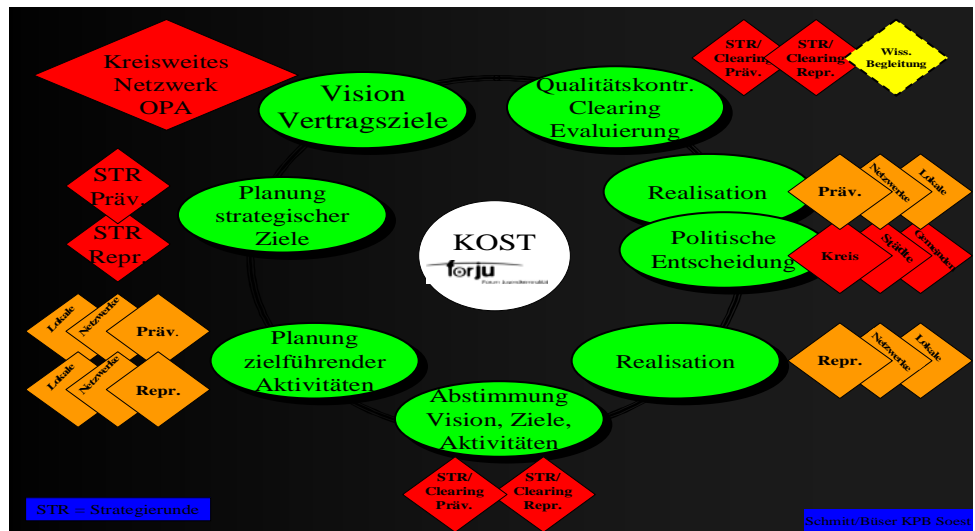 Kreisweites
Netzwerk
OPA
Vision
Vertragsziele
Qualitätskontr.
Clearing
Evaluierung
STR/
Clearing
Präv.
STR/
Clearing
Repr.
Wiss.
Begleitung
STR
Präv.
STR
Repr.
Planung
strategischer
Ziele
KOST
forju
Realisation
Präv.
Netzwerke
Lokale
Politische
Entscheidung
Kreis
Städte
Gemeinden
Lokale
Netzwerke
Präv.
Lokale
Netzwerke
Repr.
Planung
zielführender
Aktivitäten
Realisation
Repr.
Netzwerke
Lokale
Abstimmung
Vision, Ziele,
Aktivitäten
STR/
Clearing
Präv.
STR/
Clearing
Repr.
STR = Strategierunde
Schmitt/Büser KPB Soest